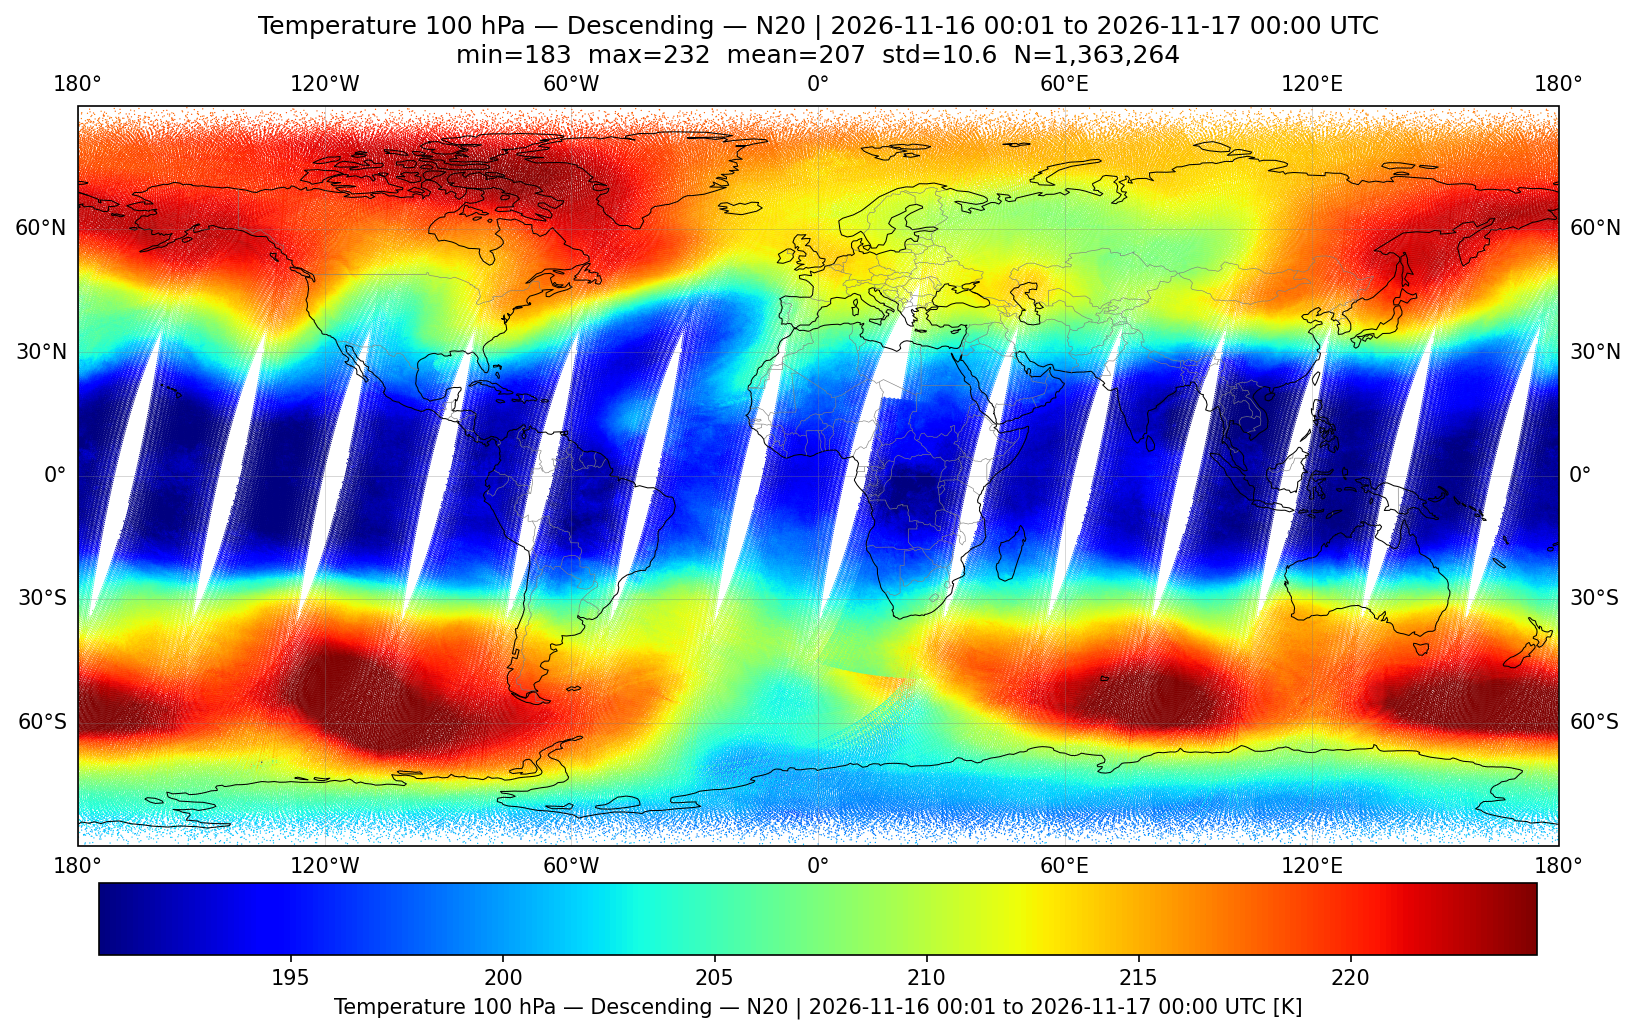 Temperature 100 hPa — Descending — N20 | 2026-11-16 00:01 to 2026-11-17 00:00 UTC
min=183 max=232 mean=207 std=10.6 N=1,363,264
180° 120°W 60°W 0° 60°E 120°E 180°
60°N 60°N
30°N 30°N
0° 0°
30°S 30°S
60°S 60°S
180° 120°W 60°W 0° 60°E 120°E 180°
195 200 205 210 215 220
Temperature 100 hPa — Descending — N20 | 2026-11-16 00:01 to 2026-11-17 00:00 UTC [K]